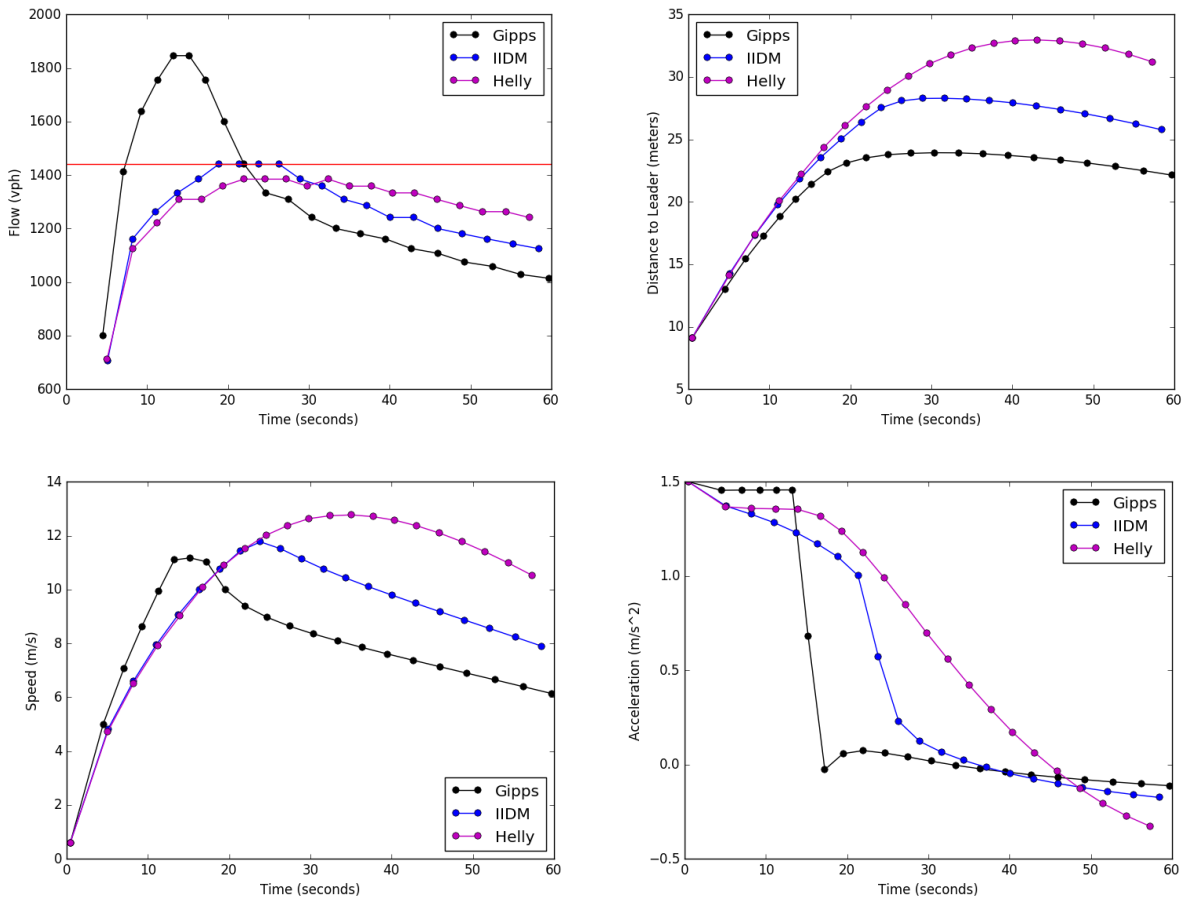 2000
1800
1600
1400
1200
1000
800
600
Flow (vph)
0 10 20 30 40 50 60
Time (seconds)
Gipps
IIDM
Helly
35
30
25
20
15
10
5
Distance to Leader (meters)
0 10 20 30 40 50 60
Time (seconds)
Gipps
IIDM
Helly
14
12
10
8
6
4
2
0
Speed (m/s)
0 10 20 30 40 50 60
Time (seconds)
Gipps
IIDM
Helly
1.5
1.0
0.5
0.0
−0.5
Acceleration (m/s^2)
0 10 20 30 40 50 60
Time (seconds)
Gipps
IIDM
Helly